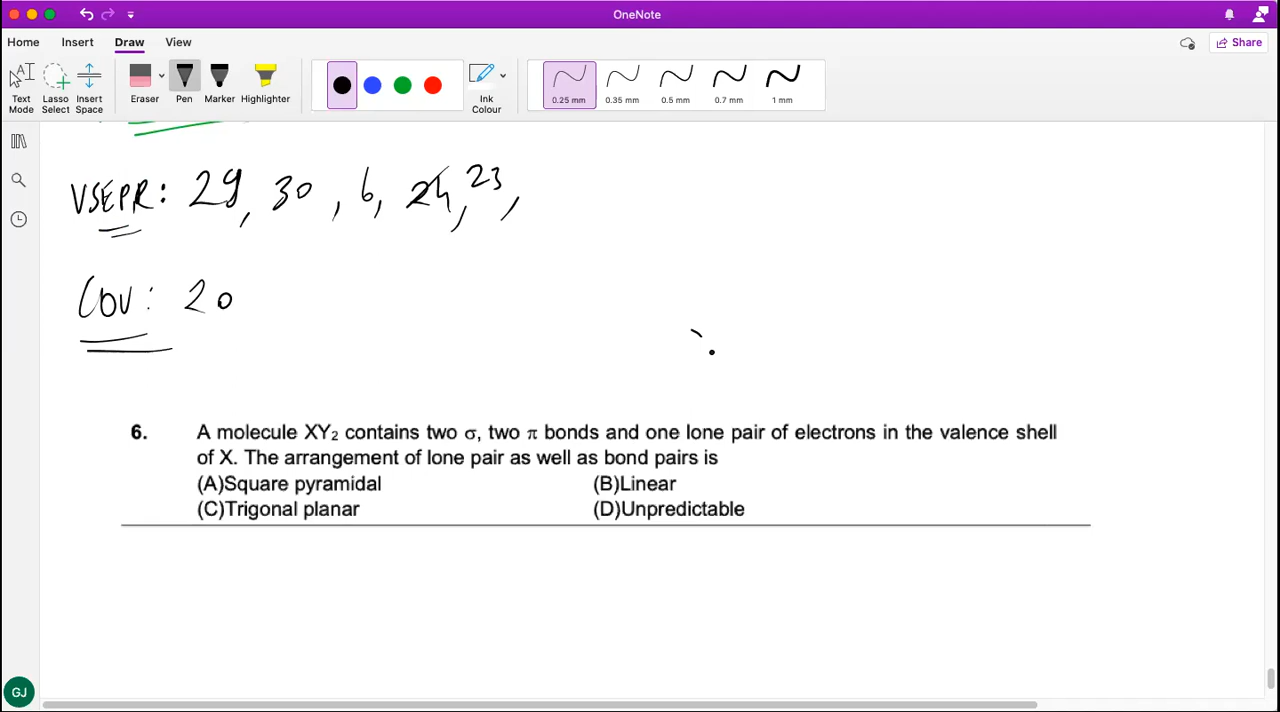 OneNote
Home Insert Draw View
Share
Text Mode
Lasso Select
Insert Space
Eraser
Pen
Marker
Highlighter
Ink Colour
0.25 mm
0.35 mm
0.5 mm
0.7 mm
1 mm
VSEPR: 29, 30, 6, 24, 23,
COV: 20
6. A molecule XY₂ contains two σ, two π bonds and one lone pair of electrons in the valence shell
of X. The arrangement of lone pair as well as bond pairs is
(A)Square pyramidal (B)Linear
(C)Trigonal planar (D)Unpredictable
GJ